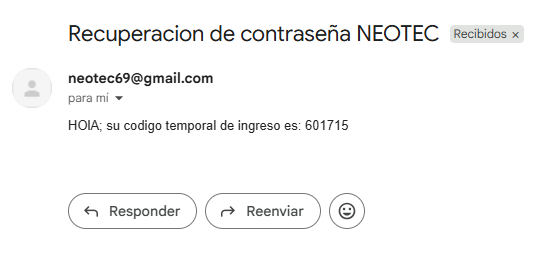 Recuperacion de contraseña NEOTEC Recibidos ×
neotec69@gmail.com
para mí
HOlA; su codigo temporal de ingreso es: 601715
Responder Reenviar